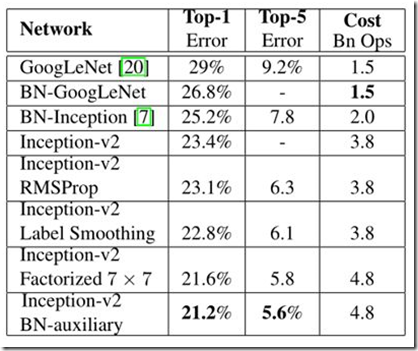 Network Top-1 Error Top-5 Error Cost Bn Ops
GoogLeNet [20] 29% 9.2% 1.5
BN-GoogLeNet 26.8% - 1.5
BN-Inception [7] 25.2% 7.8 2.0
Inception-v2 23.4% - 3.8
Inception-v2
RMSProp 23.1% 6.3 3.8
Inception-v2
Label Smoothing 22.8% 6.1 3.8
Inception-v2
Factorized 7 × 7 21.6% 5.8 4.8
Inception-v2
BN-auxiliary 21.2% 5.6% 4.8